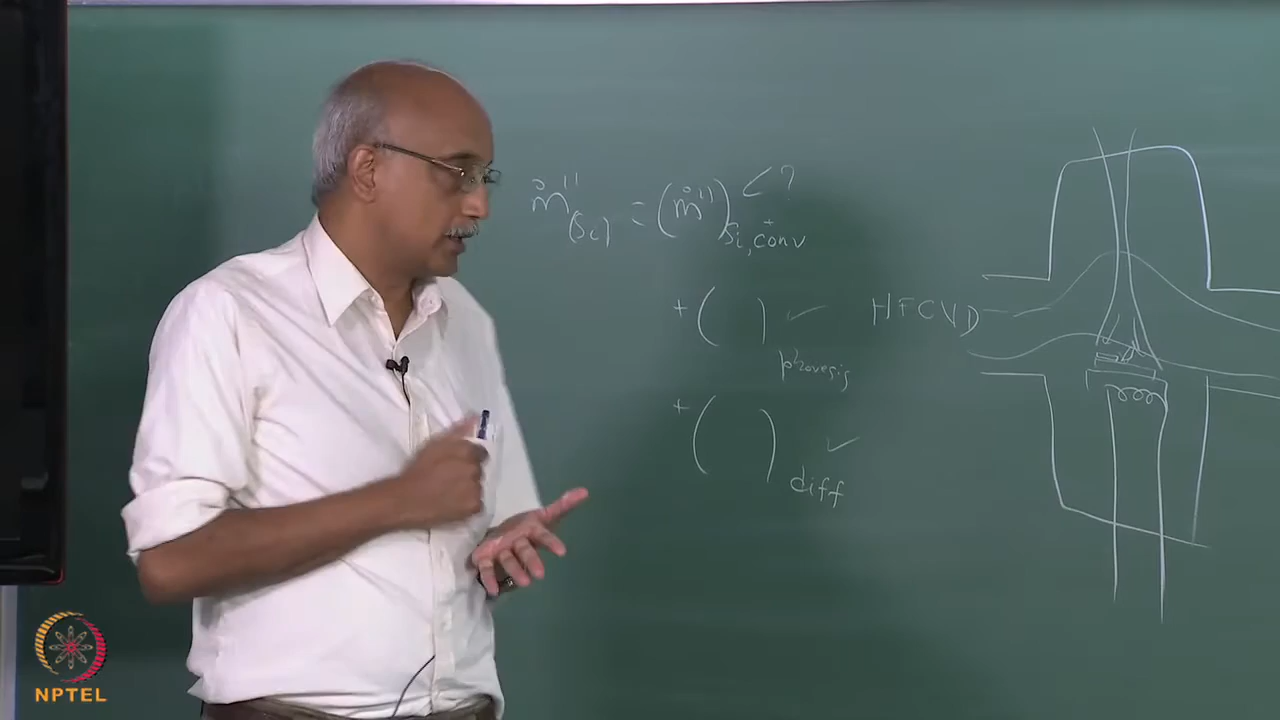 ṁ''(Si) = (ṁ'')Si, conv < ?
+ ( ) phoresis ✓
+ ( ) diff ✓
HFCVD
NPTEL